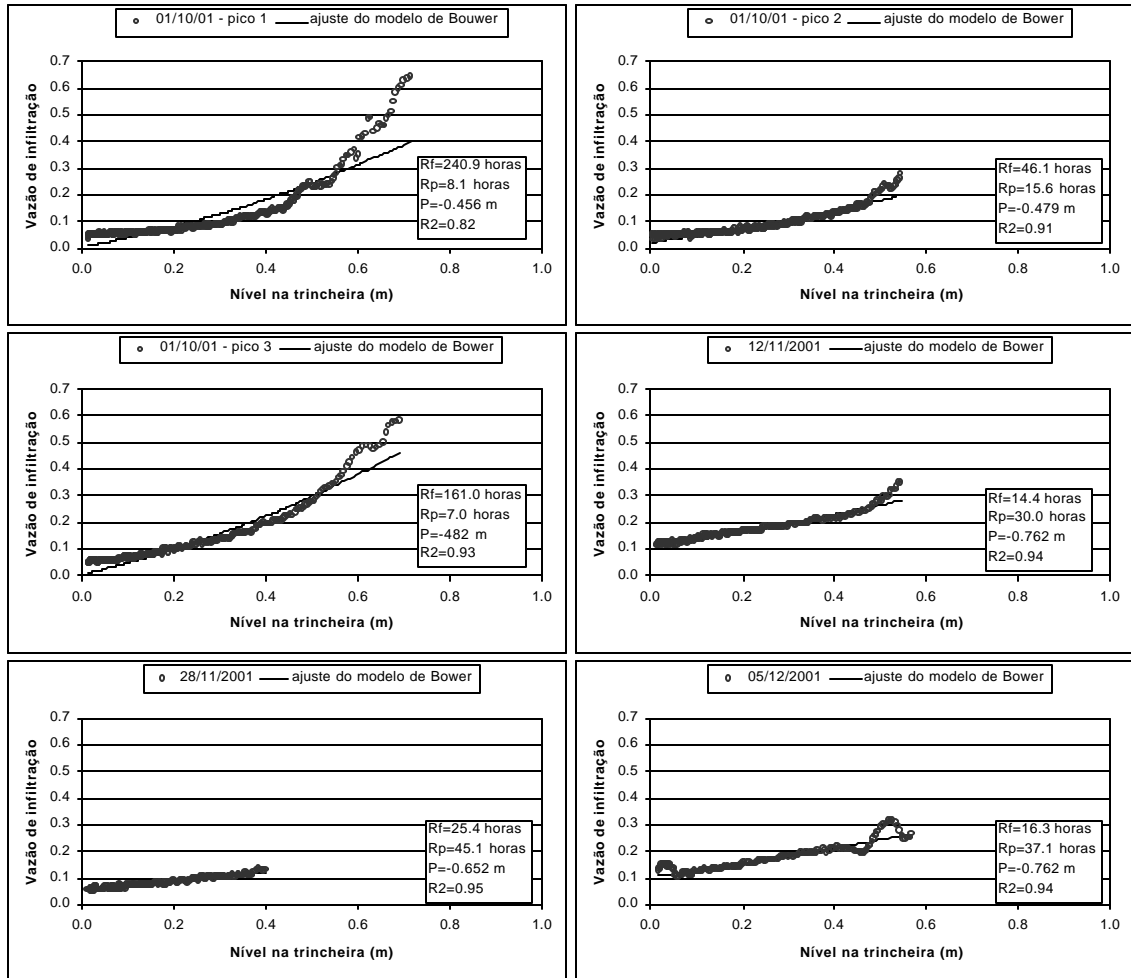 01/10/01 - pico 1 ajuste do modelo de Bouwer
0.7
0.6
0.5
0.4
0.3
0.2
0.1
0.0
Vazão de infiltração
Rf=240.9 horas
Rp=8.1 horas
P=-0.456 m
R2=0.82
0.0 0.2 0.4 0.6 0.8 1.0
Nível na trincheira (m)
01/10/01 - pico 2 ajuste do modelo de Bower
0.7
0.6
0.5
0.4
0.3
0.2
0.1
0.0
Vazão de infiltração
Rf=46.1 horas
Rp=15.6 horas
P=-0.479 m
R2=0.91
0.0 0.2 0.4 0.6 0.8 1.0
Nível na trincheira (m)
01/10/01 - pico 3 ajuste do modelo de Bower
0.7
0.6
0.5
0.4
0.3
0.2
0.1
0.0
Vazão de infiltração
Rf=161.0 horas
Rp=7.0 horas
P=-482 m
R2=0.93
0.0 0.2 0.4 0.6 0.8 1.0
Nível na trincheira (m)
12/11/2001 ajuste do modelo de Bower
0.7
0.6
0.5
0.4
0.3
0.2
0.1
0.0
Vazão de infiltração
Rf=14.4 horas
Rp=30.0 horas
P=-0.762 m
R2=0.94
0.0 0.2 0.4 0.6 0.8 1.0
Nível na trincheira (m)
28/11/2001 ajuste do modelo de Bower
0.7
0.6
0.5
0.4
0.3
0.2
0.1
0.0
Vazão de infiltração
Rf=25.4 horas
Rp=45.1 horas
P=-0.652 m
R2=0.95
0.0 0.2 0.4 0.6 0.8 1.0
Nível na trincheira (m)
05/12/2001 ajuste do modelo de Bower
0.7
0.6
0.5
0.4
0.3
0.2
0.1
0.0
Vazão de infiltração
Rf=16.3 horas
Rp=37.1 horas
P=-0.762 m
R2=0.94
0.0 0.2 0.4 0.6 0.8 1.0
Nível na trincheira (m)